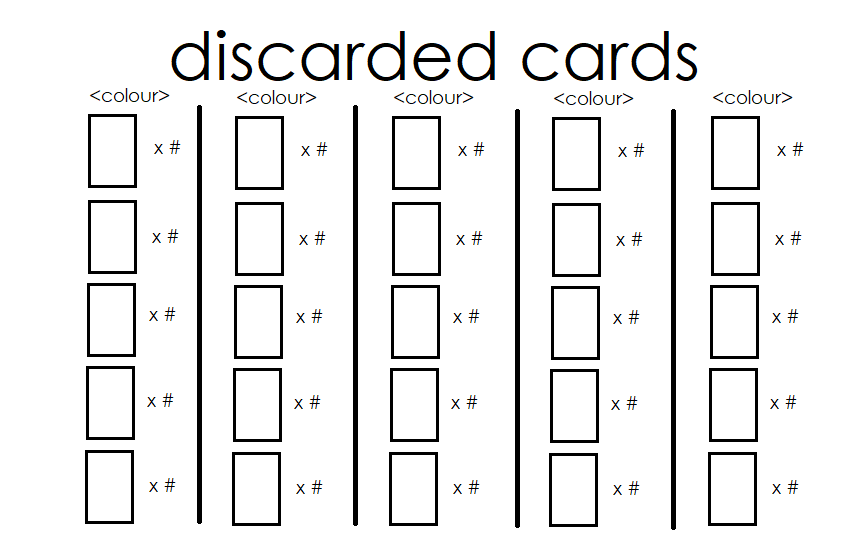 discarded cards
<colour> <colour> <colour> <colour> <colour>
x # x # x # x # x #
x # x # x # x # x #
x # x # x # x # x #
x # x # x # x # x #
x # x # x # x # x #